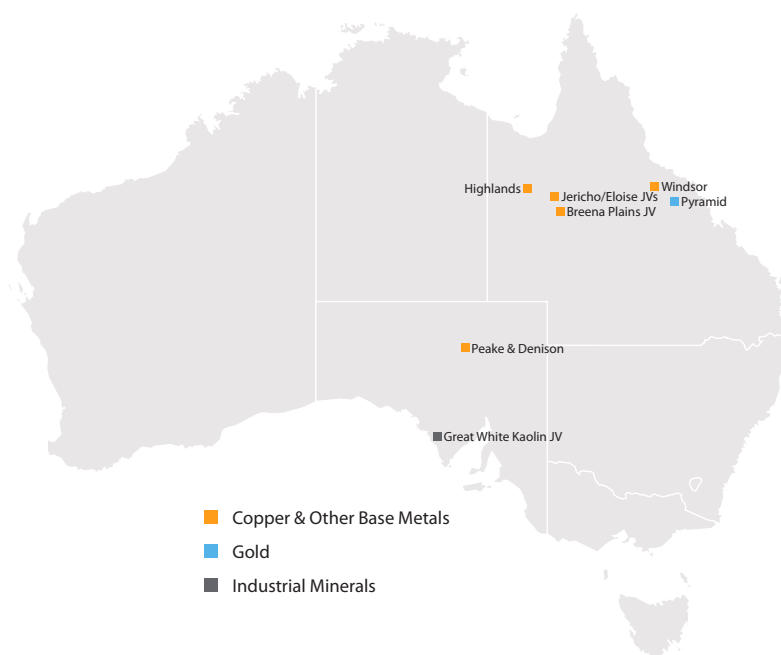 Highlands
Windsor
Jericho/Eloise JVs
Pyramid
Breena Plains JV
Peake & Denison
Great White Kaolin JV
Copper & Other Base Metals
Gold
Industrial Minerals